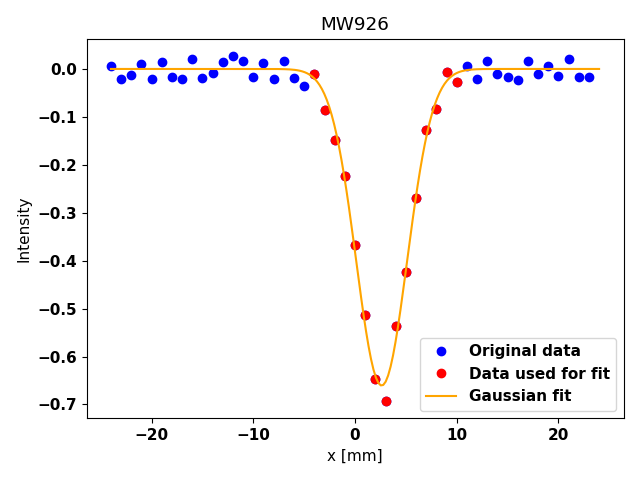 MW926
0.0
−0.1
−0.2
−0.3
−0.4
−0.5
−0.6
−0.7
Intensity
Original data
Data used for fit
Gaussian fit
−20 −10 0 10 20
x [mm]